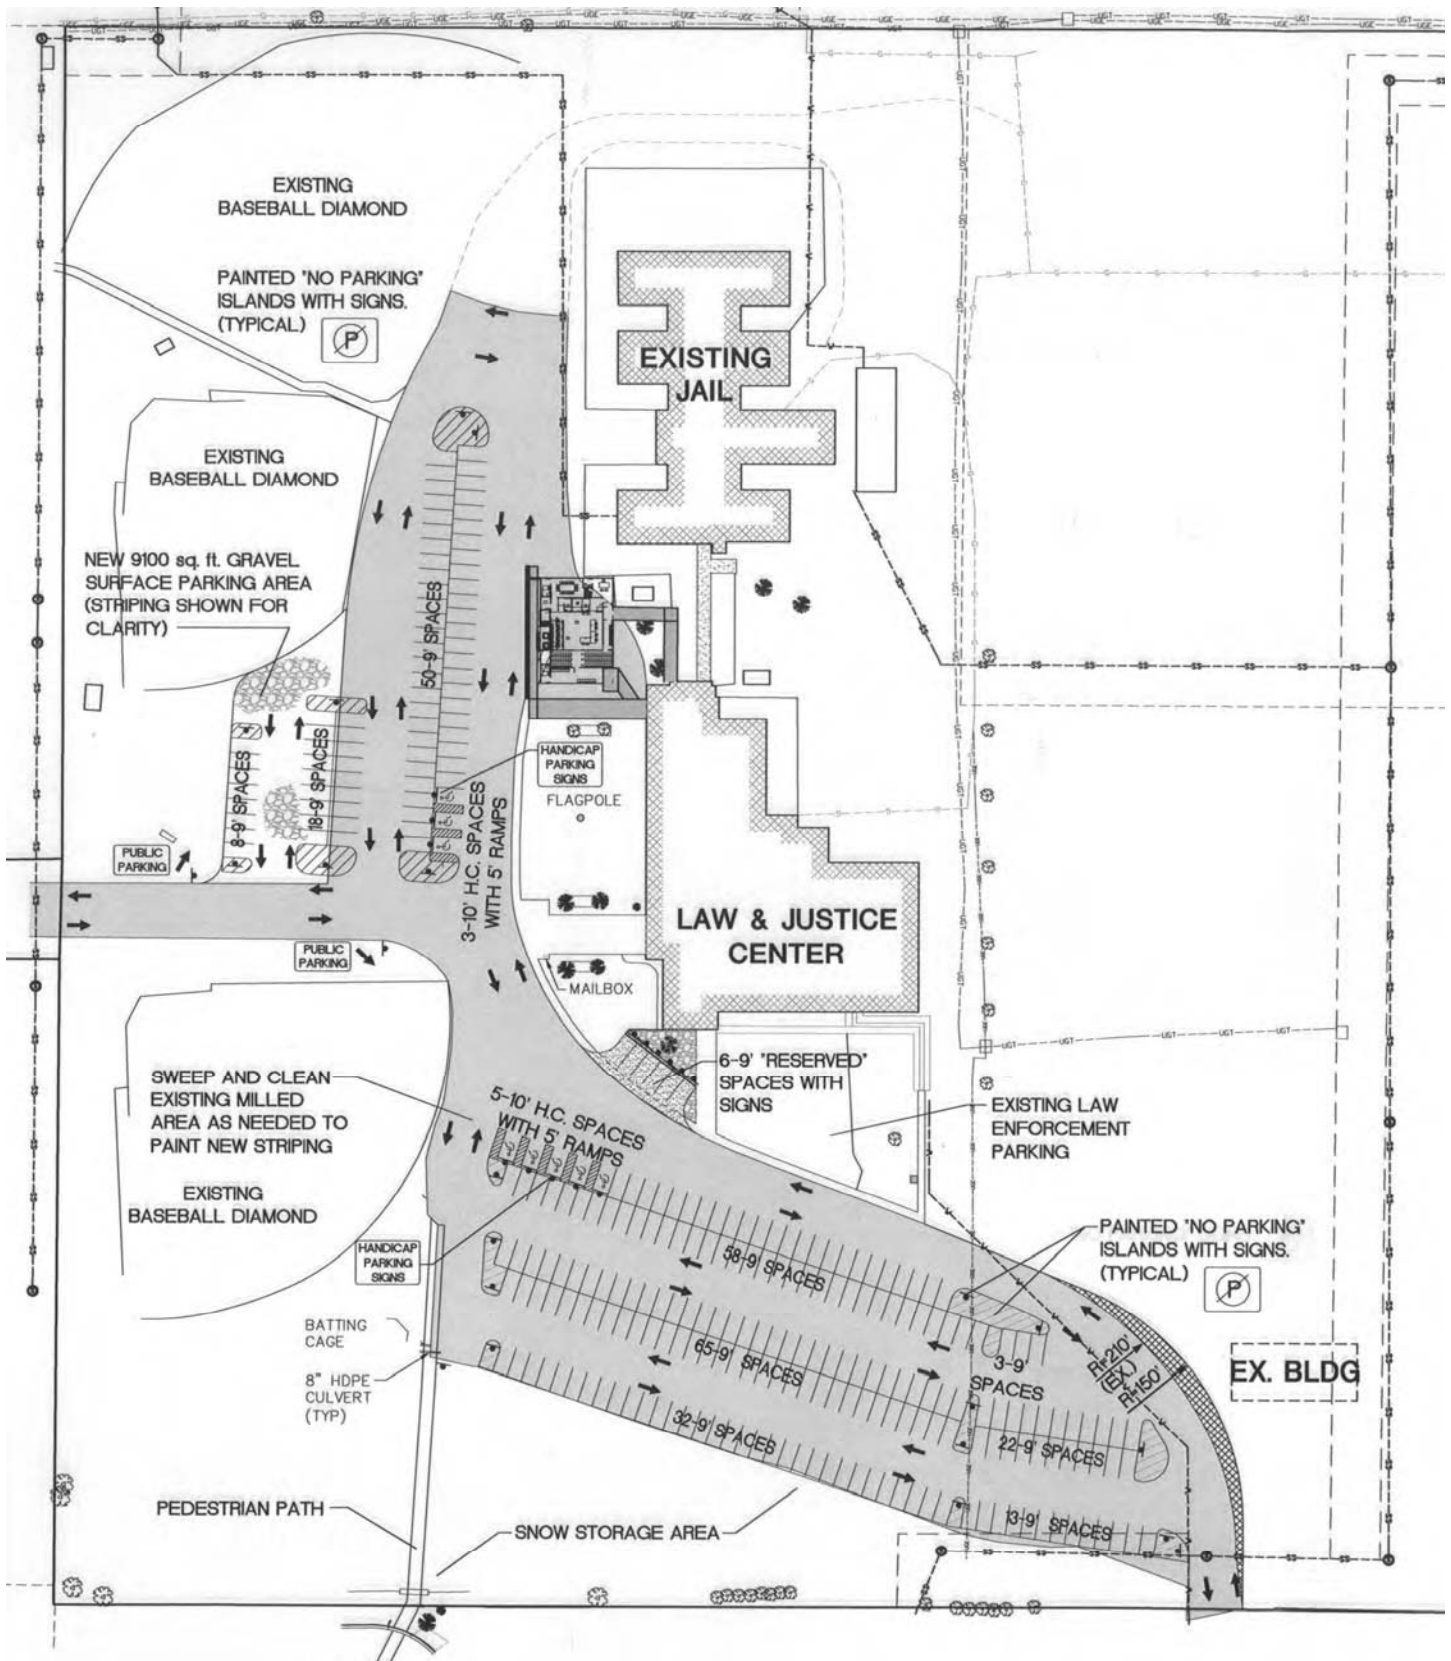 EXISTING
BASEBALL DIAMOND
PAINTED "NO PARKING"
ISLANDS WITH SIGNS.
(TYPICAL)
P
EXISTING
JAIL
EXISTING
BASEBALL DIAMOND
NEW 9100 sq. ft. GRAVEL
SURFACE PARKING AREA
(STRIPING SHOWN FOR
CLARITY)
50-9' SPACES
8-9' SPACES
18-9' SPACES
HANDICAP
PARKING
SIGNS
FLAGPOLE
3-10' H.C. SPACES
WITH 5' RAMPS
PUBLIC
PARKING
PUBLIC
PARKING
LAW & JUSTICE
CENTER
MAILBOX
6-9' "RESERVED"
SPACES WITH
SIGNS
SWEEP AND CLEAN
EXISTING MILLED
AREA AS NEEDED TO
PAINT NEW STRIPING
5-10' H.C. SPACES
WITH 5' RAMPS
EXISTING LAW
ENFORCEMENT
PARKING
EXISTING
BASEBALL DIAMOND
HANDICAP
PARKING
SIGNS
58-9' SPACES
PAINTED "NO PARKING"
ISLANDS WITH SIGNS.
(TYPICAL)
P
BATTING
CAGE
8" HDPE
CULVERT
(TYP)
65-9' SPACES
3-9'
SPACES
R=210'
(EX.)
R=150'
EX. BLDG
32-9' SPACES
22-9' SPACES
13-9' SPACES
PEDESTRIAN PATH
SNOW STORAGE AREA